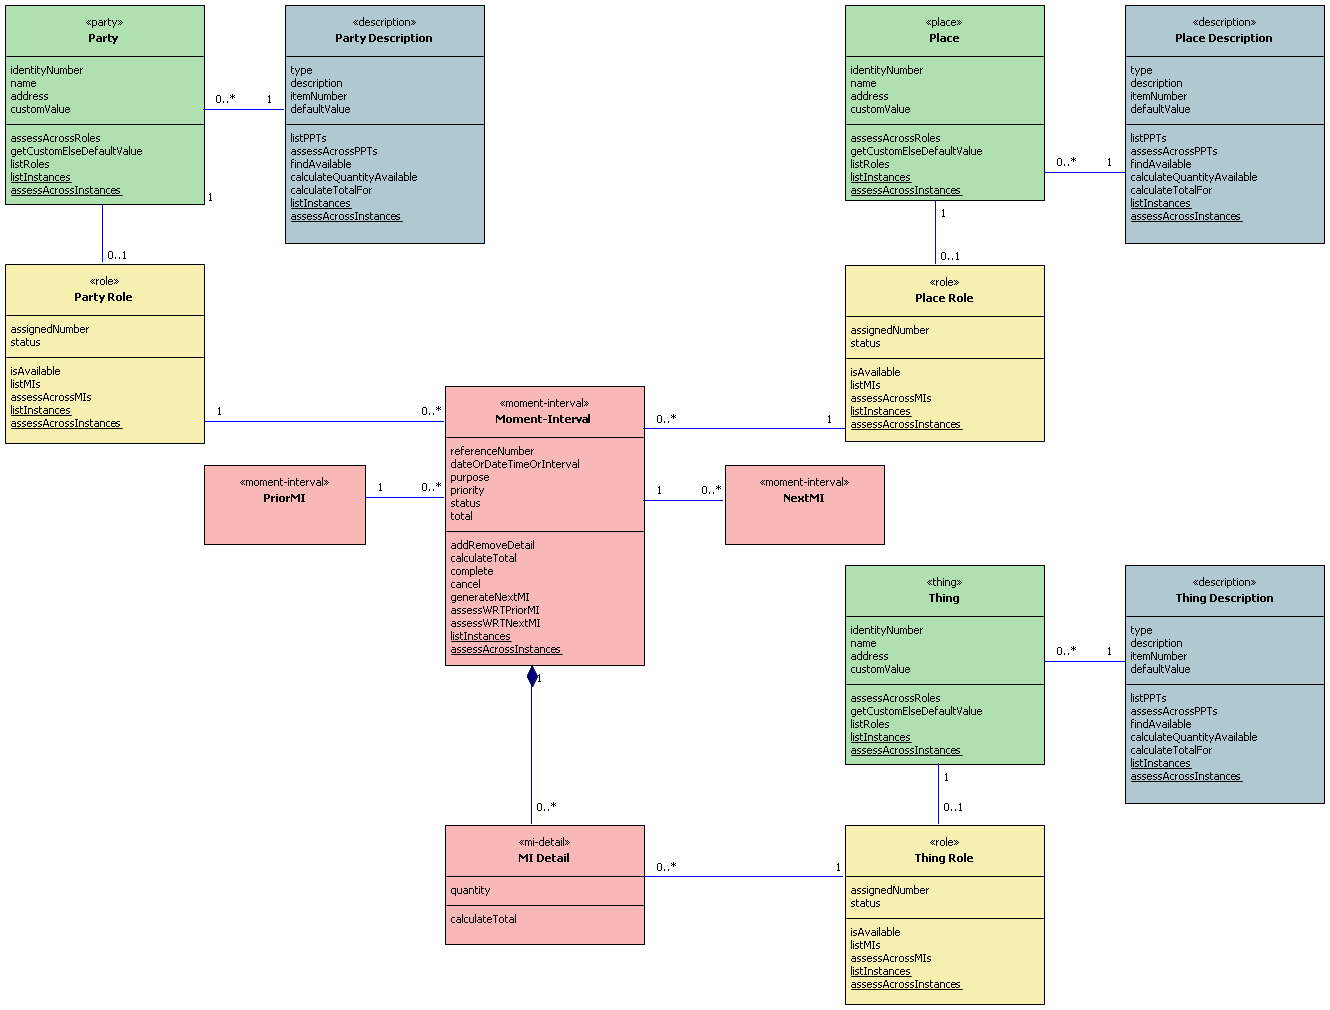 «party»
Party
identityNumber
name
address
customValue
assessAcrossRoles
getCustomElseDefaultValue
listRoles
listInstances
assessAcrossInstances
0..*
1
«description»
Party Description
type
description
itemNumber
defaultValue
listPPTs
assessAcrossPPTs
findAvailable
calculateQuantityAvailable
calculateTotalFor
listInstances
assessAcrossInstances
1
0..1
«place»
Place
identityNumber
name
address
customValue
assessAcrossRoles
getCustomElseDefaultValue
listRoles
listInstances
assessAcrossInstances
0..*
1
«description»
Place Description
type
description
itemNumber
defaultValue
listPPTs
assessAcrossPPTs
findAvailable
calculateQuantityAvailable
calculateTotalFor
listInstances
assessAcrossInstances
1
0..1
«role»
Party Role
assignedNumber
status
isAvailable
listMIs
assessAcrossMIs
listInstances
assessAcrossInstances
1
0..*
«role»
Place Role
assignedNumber
status
isAvailable
listMIs
assessAcrossMIs
listInstances
assessAcrossInstances
0..*
1
«moment-interval»
Moment-Interval
referenceNumber
dateOrDateTimeOrInterval
purpose
priority
status
total
addRemoveDetail
calculateTotal
complete
cancel
generateNextMI
assessWRTPriorMI
assessWRTNextMI
listInstances
assessAcrossInstances
«moment-interval»
PriorMI
1
0..*
1
0..*
«moment-interval»
NextMI
1
0..*
«thing»
Thing
identityNumber
name
address
customValue
assessAcrossRoles
getCustomElseDefaultValue
listRoles
listInstances
assessAcrossInstances
0..*
1
«description»
Thing Description
type
description
itemNumber
defaultValue
listPPTs
assessAcrossPPTs
findAvailable
calculateQuantityAvailable
calculateTotalFor
listInstances
assessAcrossInstances
1
0..1
«mi-detail»
MI Detail
quantity
calculateTotal
0..*
1
«role»
Thing Role
assignedNumber
status
isAvailable
listMIs
assessAcrossMIs
listInstances
assessAcrossInstances